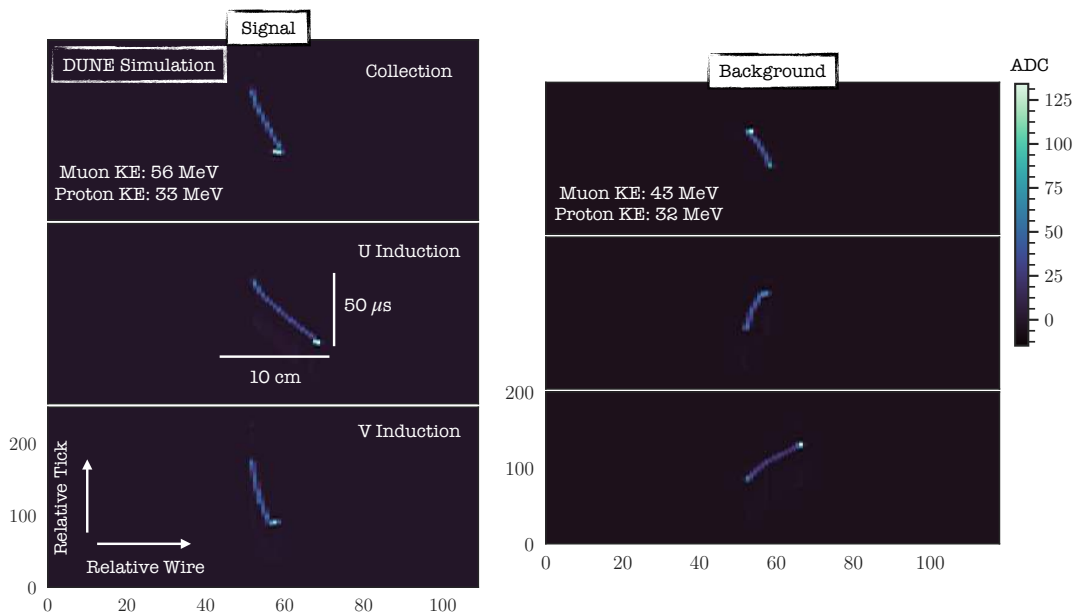 Signal
DUNE Simulation
Collection
Muon KE: 56 MeV
Proton KE: 33 MeV
U Induction
50 μs
10 cm
V Induction
Relative Tick
Relative Wire
200
100
0
0 20 40 60 80 100
Background
Muon KE: 43 MeV
Proton KE: 32 MeV
200
100
0
0 20 40 60 80 100
ADC
125
100
75
50
25
0